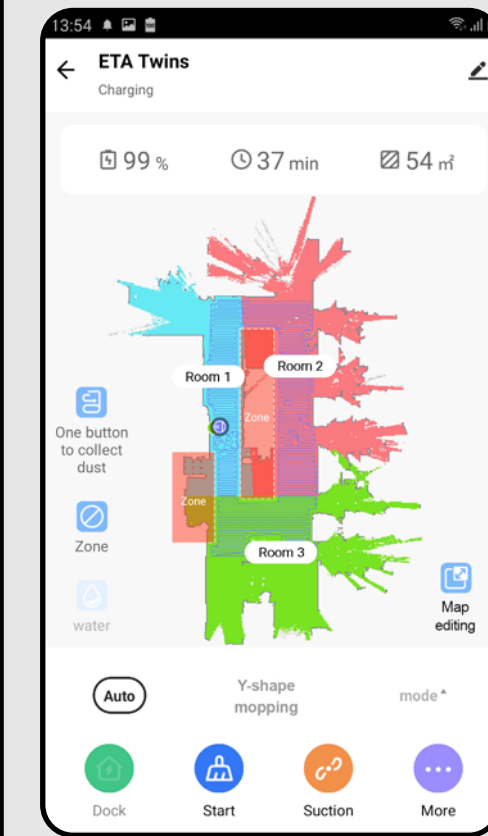 13:54
ETA Twins
Charging
99 %
37 min
54 ㎡
Room 1
Room 2
One button
to collect
dust
Zone
Zone
Zone
Room 3
water
Map
editing
Auto
Y-shape
mopping
mode
Dock
Start
Suction
More